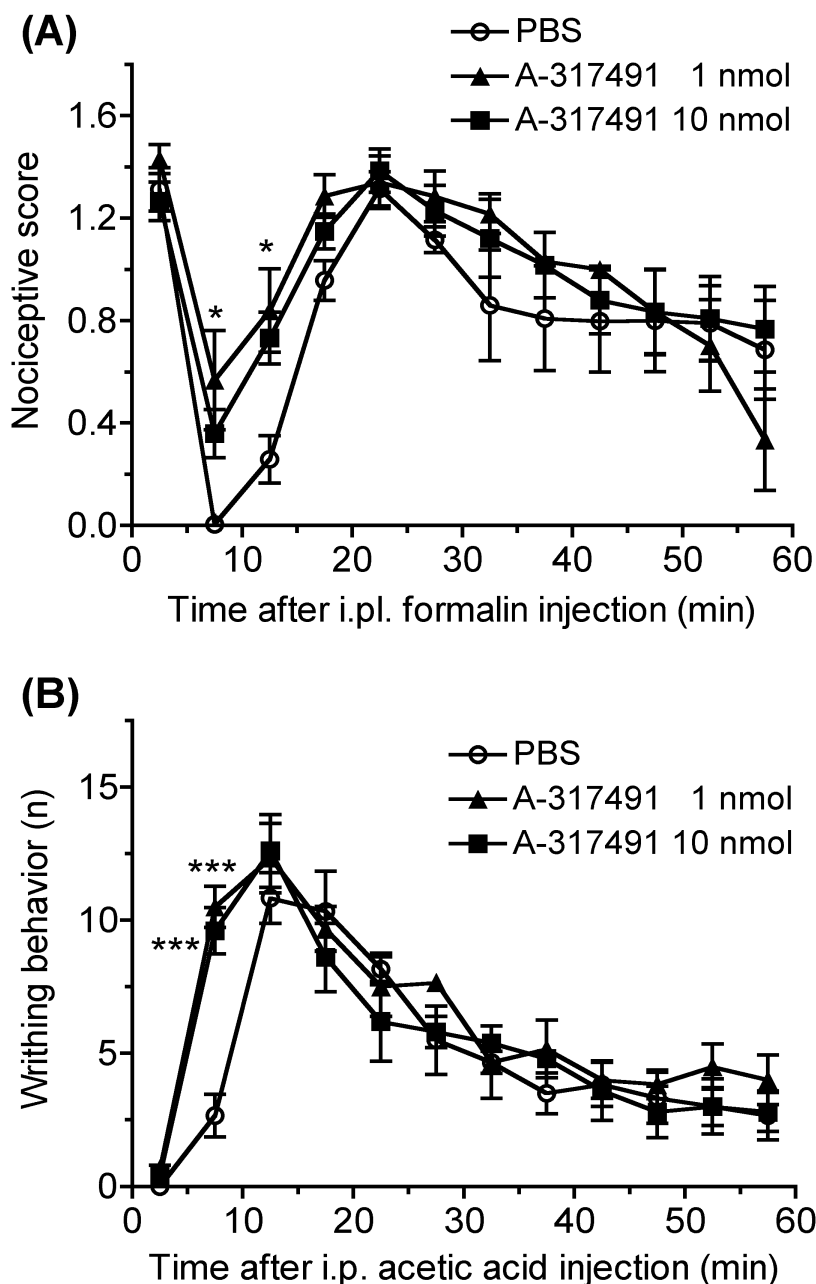 (A)
PBS
A-317491 1 nmol
A-317491 10 nmol
1.6
1.2
0.8
0.4
0.0
Nociceptive score
*
*
0 10 20 30 40 50 60
Time after i.pl. formalin injection (min)
(B)
PBS
A-317491 1 nmol
A-317491 10 nmol
15
10
5
0
Writhing behavior (n)
***
***
0 10 20 30 40 50 60
Time after i.p. acetic acid injection (min)